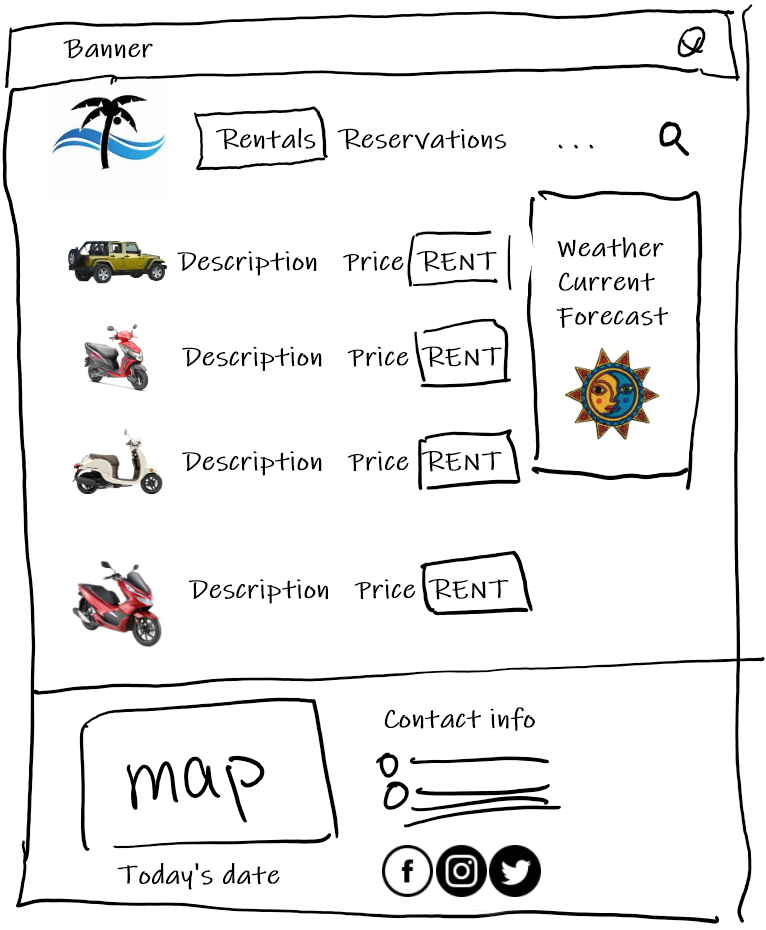 Banner
Rentals Reservations ...
Description Price RENT
Weather
Current
Forecast
Description Price RENT
Description Price RENT
Description Price RENT
map
Contact info
Today's date